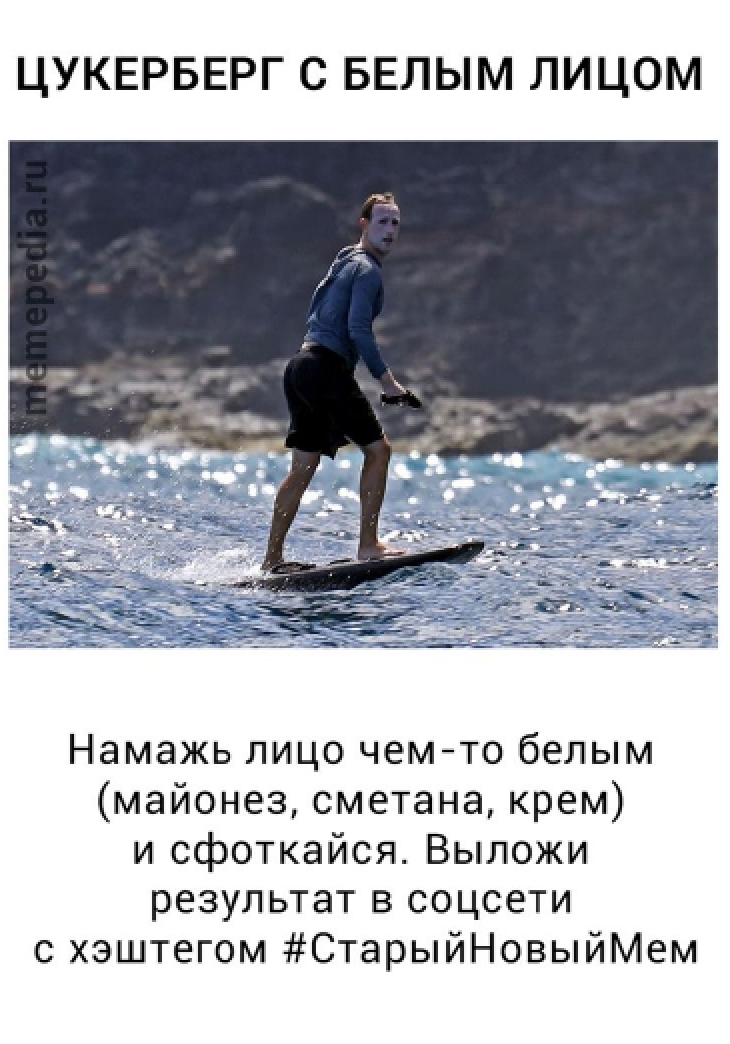 ЦУКЕРБЕРГ С БЕЛЫМ ЛИЦОМ
memepedia.ru
Намажь лицо чем-то белым
(майонез, сметана, крем)
и сфоткайся. Выложи
результат в соцсети
с хэштегом #СтарыйНовыйМем